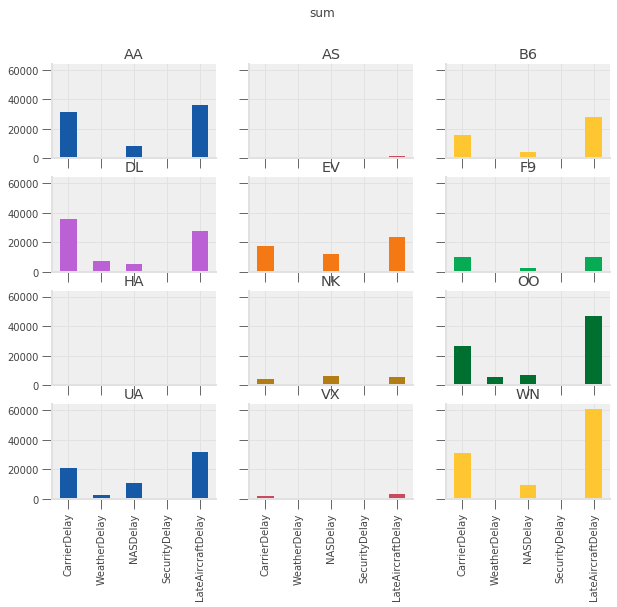 sum
AA AS B6
60000
40000
20000
0
DL EV F9
60000
40000
20000
0
HA NK OO
60000
40000
20000
0
UA VX WN
60000
40000
20000
0
CarrierDelay WeatherDelay NASDelay SecurityDelay LateAircraftDelay CarrierDelay WeatherDelay NASDelay SecurityDelay LateAircraftDelay CarrierDelay WeatherDelay NASDelay SecurityDelay LateAircraftDelay